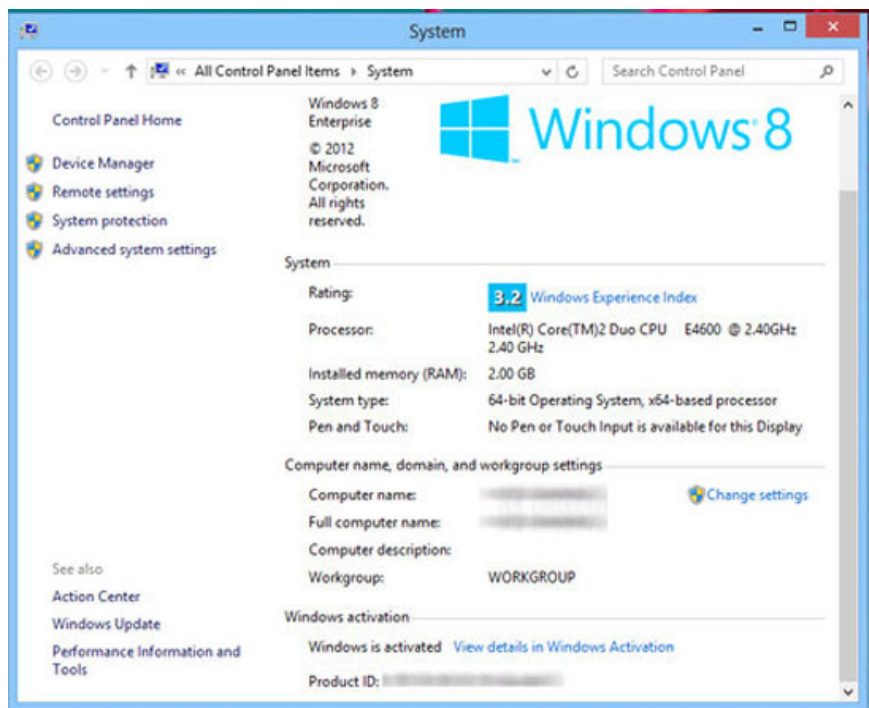 System
« All Control Panel Items ▸ System
Search Control Panel
Control Panel Home
Device Manager
Remote settings
System protection
Advanced system settings
See also
Action Center
Windows Update
Performance Information and
Tools
Windows 8
Enterprise
© 2012
Microsoft
Corporation.
All rights
reserved.
Windows 8
System
Rating: 3.2 Windows Experience Index
Processor: Intel(R) Core(TM)2 Duo CPU E4600 @ 2.40GHz
2.40 GHz
Installed memory (RAM): 2.00 GB
System type: 64-bit Operating System, x64-based processor
Pen and Touch: No Pen or Touch Input is available for this Display
Computer name, domain, and workgroup settings
Computer name: Change settings
Full computer name:
Computer description:
Workgroup: WORKGROUP
Windows activation
Windows is activated View details in Windows Activation
Product ID: